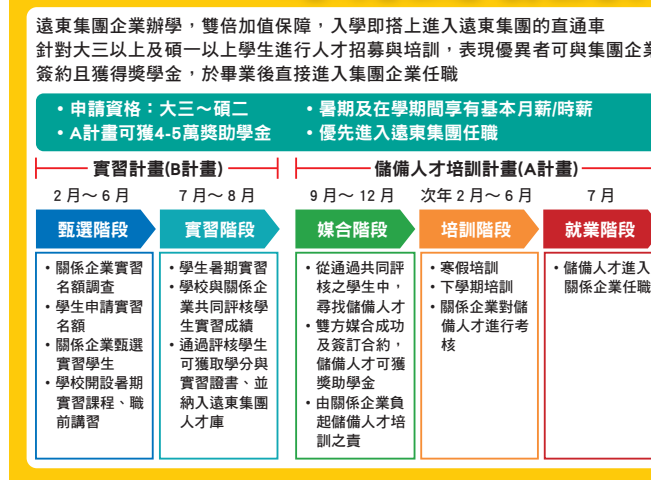 遠東集團企業辦學，雙倍加值保障，入學即搭上進入遠東集團的直通車
針對大三以上及碩一以上學生進行人才招募與培訓，表現優異者可與集團企業
簽約且獲得獎學金，於畢業後直接進入集團企業任職
•申請資格：大三～碩二
•A計畫可獲4-5萬獎助學金
•暑期及在學期間享有基本月薪/時薪
•優先進入遠東集團任職
實習計畫(B計畫)
儲備人才培訓計畫(A計畫)
2月～6月
7月～8月
9月～12月
次年2月～6月
7月
甄選階段
實習階段
媒合階段
培訓階段
就業階段
•關係企業實習
名額調查
•學生申請實習
名額
•關係企業甄選
實習學生
•學校開設暑期
實習課程、職
前講習
•學生暑期實習
•學校與關係企
業共同評核學
生實習成績
•通過評核學生
可獲取學分與
實習證書、並
納入遠東集團
人才庫
•從通過共同評
核之學生中，
尋找儲備人才
•雙方媒合成功
及簽訂合約，
儲備人才可獲
獎助學金
•由關係企業負
起儲備人才培
訓之責
•寒假培訓
•下學期培訓
•關係企業對儲
備人才進行考
核
•儲備人才進入
關係企業任職